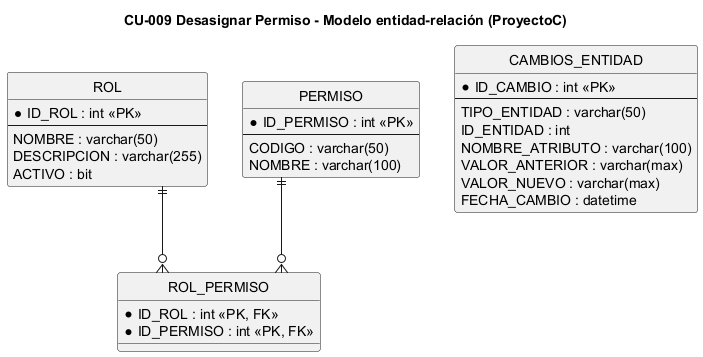 CU-009 Desasignar Permiso - Modelo entidad-relación (ProyectoC)
ROL
ID_ROL : int «PK»
NOMBRE : varchar(50)
DESCRIPCION : varchar(255)
ACTIVO : bit
PERMISO
ID_PERMISO : int «PK»
CODIGO : varchar(50)
NOMBRE : varchar(100)
CAMBIOS_ENTIDAD
ID_CAMBIO : int «PK»
TIPO_ENTIDAD : varchar(50)
ID_ENTIDAD : int
NOMBRE_ATRIBUTO : varchar(100)
VALOR_ANTERIOR : varchar(max)
VALOR_NUEVO : varchar(max)
FECHA_CAMBIO : datetime
ROL_PERMISO
ID_ROL : int «PK, FK»
ID_PERMISO : int «PK, FK»